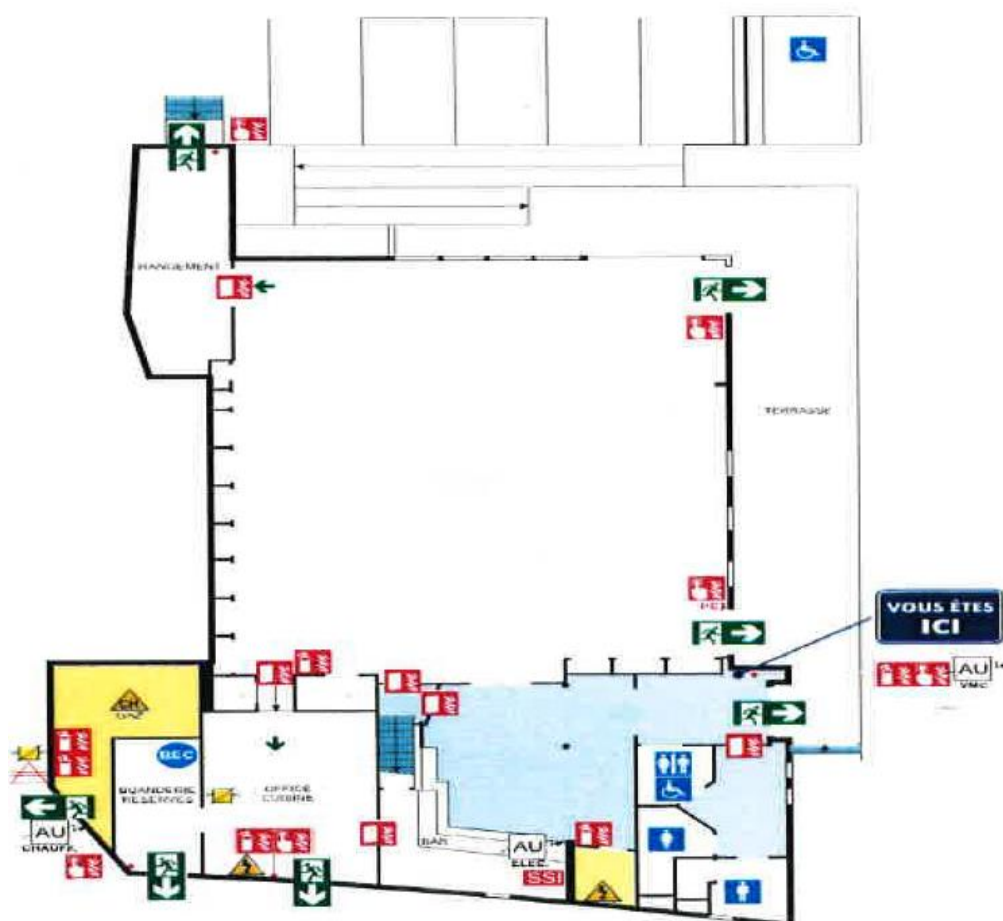 RANGEMENT
TERRASSE
VOUS ÊTES
ICI
AU
VMC
CH
GAZ
BEC
BUANDERIE
RESERVES
OFFICE
CUISINE
AU
CHAUFF.
BAR
AU
ELEC.
SSI